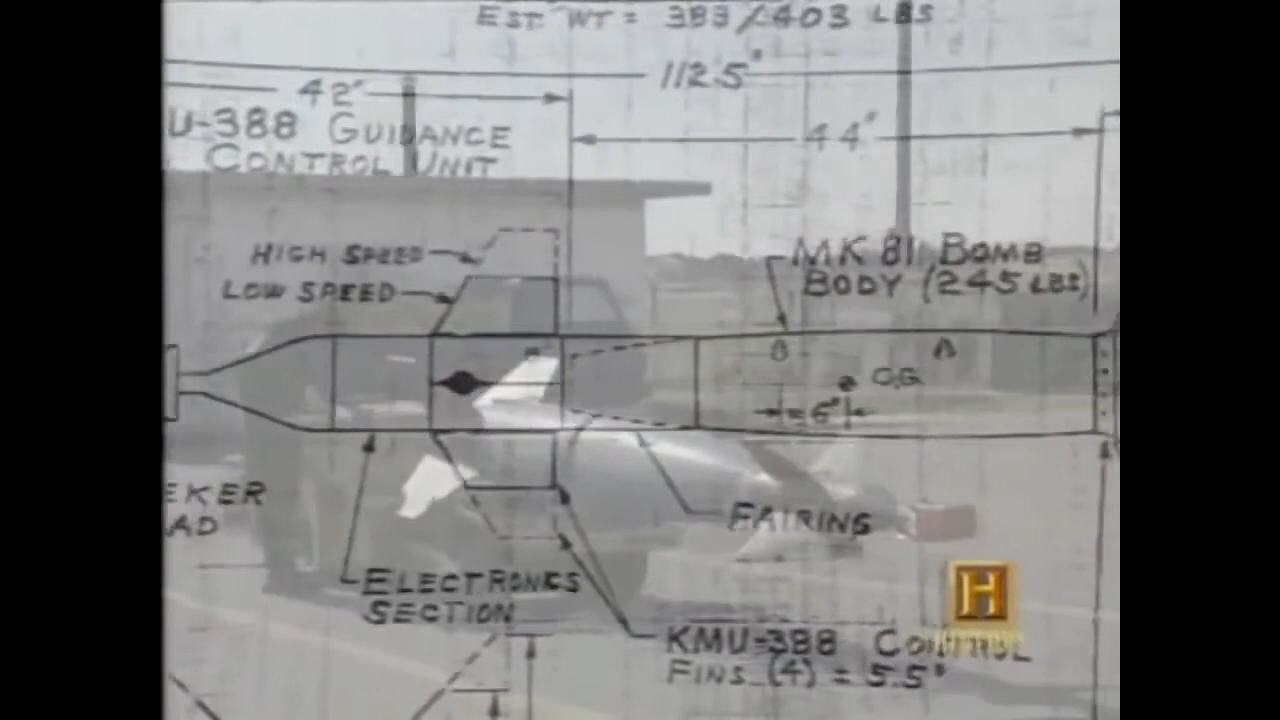 EST. WT = 383/403 LBS
112.5"
42"
U-388 GUIDANCE
CONTROL UNIT
44"
HIGH SPEED
LOW SPEED
MK 81 BOMB
BODY (245 LBS)
C.G.
≈ 6"
EKER
AD
FAIRING
ELECTRONICS
SECTION
KMU-388 CONTROL
FINS (4) = 5.5"
H